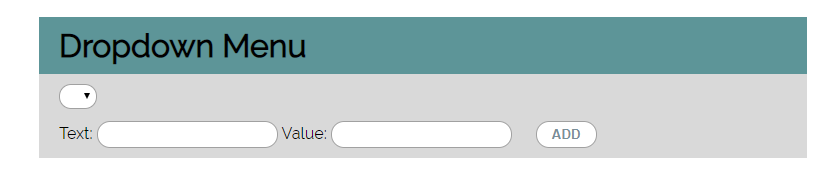 Dropdown Menu
Text: Value: ADD